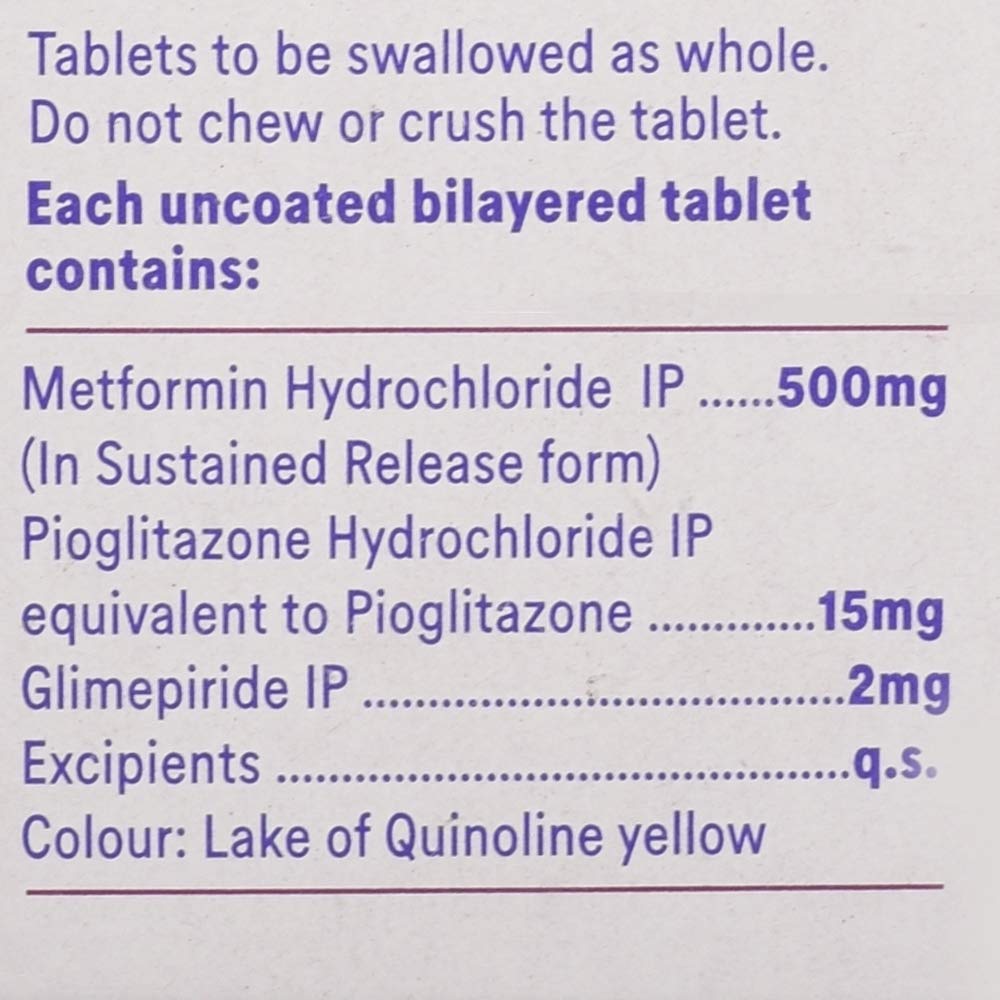 Tablets to be swallowed as whole.
Do not chew or crush the tablet.
Each uncoated bilayered tablet
contains:
Metformin Hydrochloride IP ......500mg
(In Sustained Release form)
Pioglitazone Hydrochloride IP
equivalent to Pioglitazone .............15mg
Glimepiride IP .....................................2mg
Excipients ............................................q.s.
Colour: Lake of Quinoline yellow